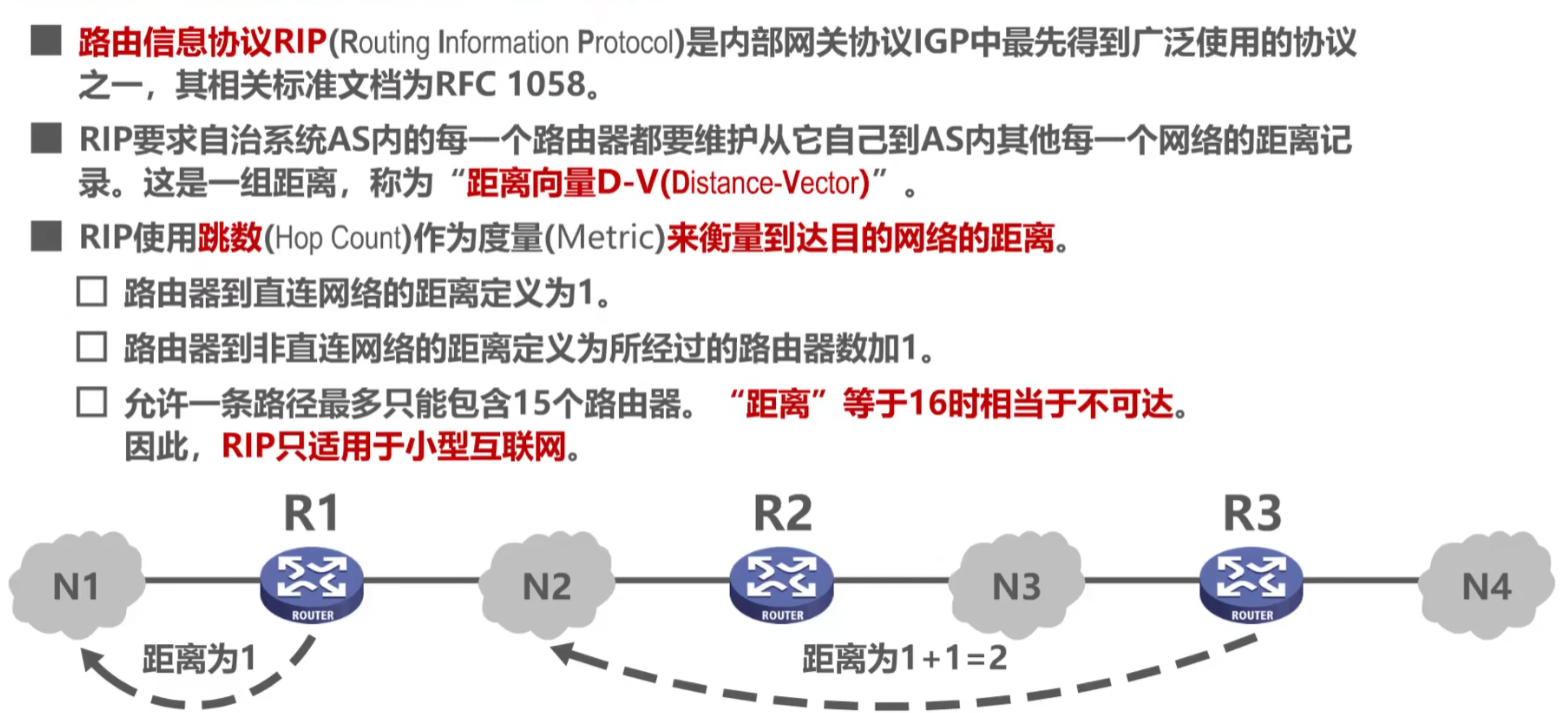 路由信息协议RIP(Routing Information Protocol)是内部网关协议IGP中最先得到广泛使用的协议
之一，其相关标准文档为RFC 1058。
RIP要求自治系统AS内的每一个路由器都要维护从它自己到AS内其他每一个网络的距离记
录。这是一组距离，称为“距离向量D-V(Distance-Vector)”。
RIP使用跳数(Hop Count)作为度量(Metric)来衡量到达目的网络的距离。
路由器到直连网络的距离定义为1。
路由器到非直连网络的距离定义为所经过的路由器数加1。
允许一条路径最多只能包含15个路由器。“距离”等于16时相当于不可达。
因此，RIP只适用于小型互联网。
R1 R2 R3
N1 N2 N3 N4
ROUTER ROUTER ROUTER
距离为1 距离为1+1=2